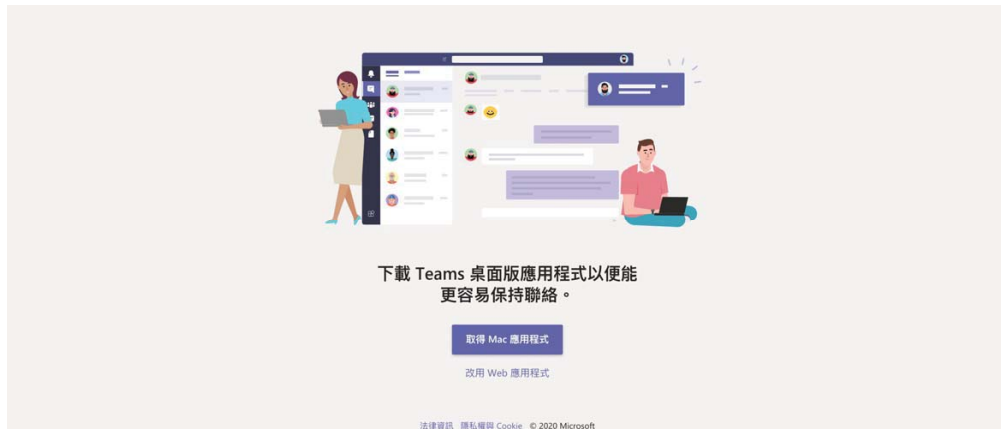 下載 Teams 桌面版應用程式以便能
更容易保持聯絡。
取得 Mac 應用程式
改用 Web 應用程式
法律資訊 隱私權與 Cookie © 2020 Microsoft